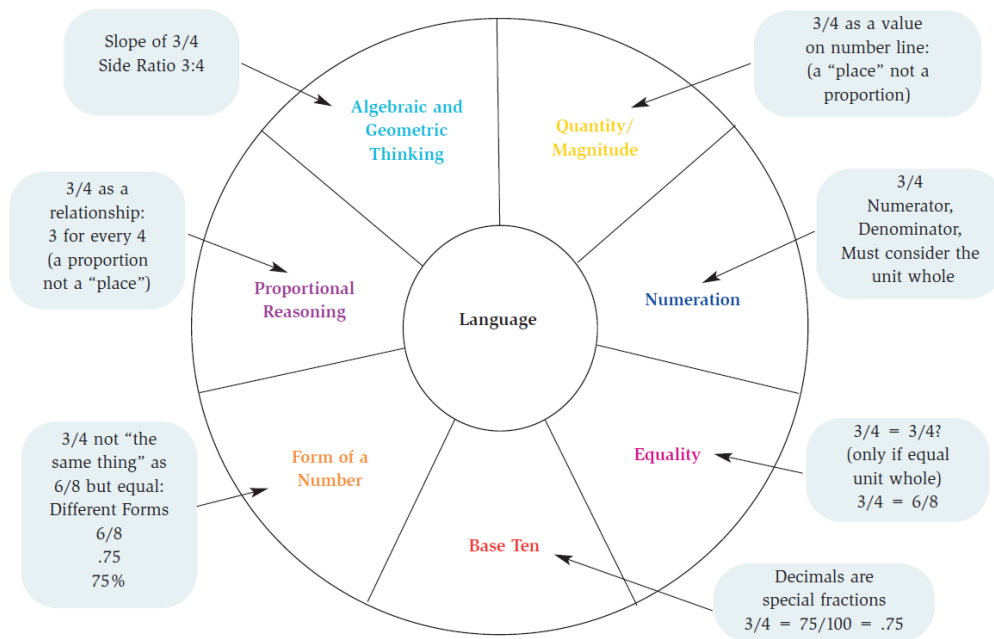 Slope of 3/4
Side Ratio 3:4
3/4 as a value
on number line:
(a “place” not a
proportion)
Algebraic and
Geometric
Thinking
Quantity/
Magnitude
3/4 as a
relationship:
3 for every 4
(a proportion
not a “place”)
3/4
Numerator,
Denominator,
Must consider the
unit whole
Proportional
Reasoning
Language
Numeration
3/4 not “the
same thing” as
6/8 but equal:
Different Forms
6/8
.75
75%
Form of a
Number
Equality
3/4 = 3/4?
(only if equal
unit whole)
3/4 = 6/8
Base Ten
Decimals are
special fractions
3/4 = 75/100 = .75